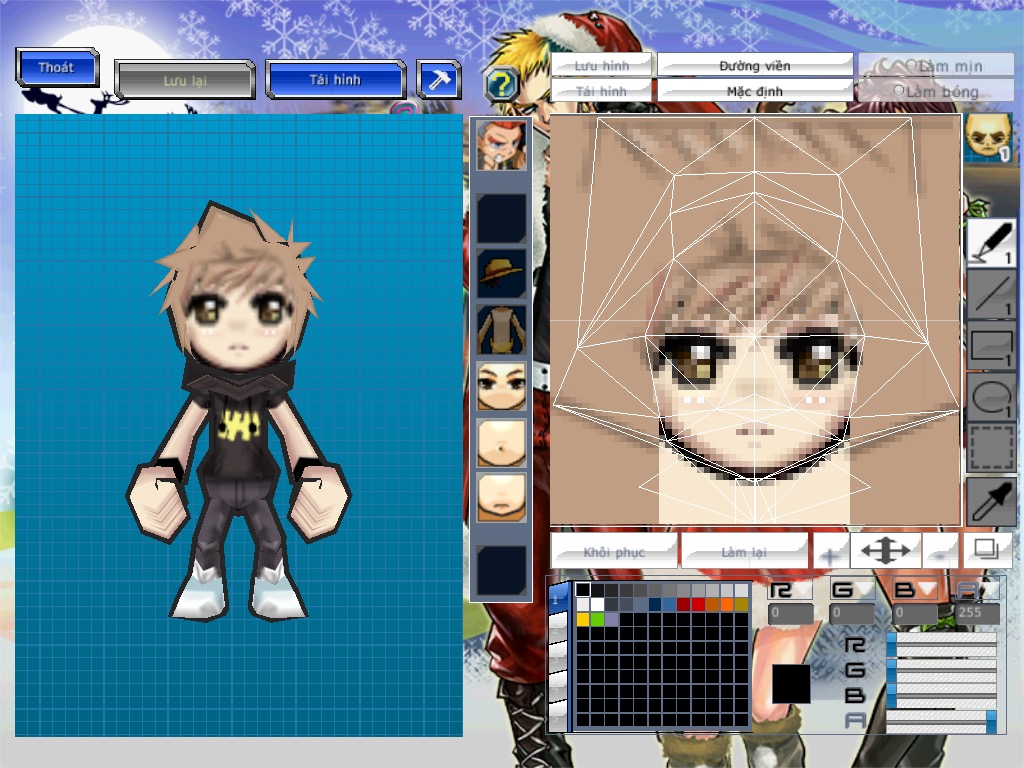 Thoát
Lưu lại
Tải hình
?
Lưu hình
Đường viền
Làm mịn
Tải hình
Mặc định
Làm bóng
1
1
1
1
1
Khôi phục
Làm lại
+
-
1
R
G
B
A
0
0
0
255
R
G
B
A